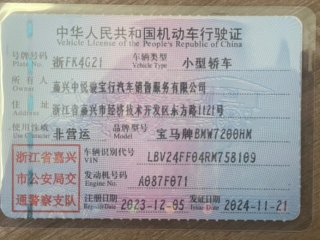 中华人民共和国机动车行驶证
Vehicle License of the People's Republic of China
号牌号码 浙FK4G21 车辆类型 Vehicle Type 小型轿车
所有人 嘉兴中锐骏宝行汽车销售服务有限公司
住址 浙江省嘉兴市经济技术开发区东方路1121号
使用性质 非营运 品牌型号 宝马牌BMW7200HM
车辆识别代号 VIN LBV24FF04RM758109
发动机号码 Engine No. A087F071
注册日期 2023-12-05 发证日期 2024-11-21
浙江省嘉兴
市公安局交
通警察支队